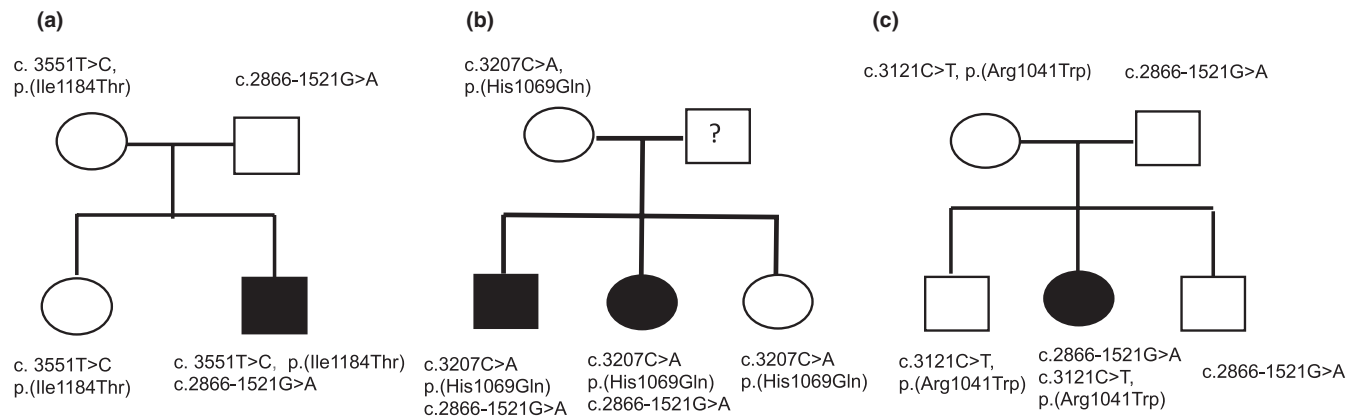 (a)
c. 3551T>C,
p.(Ile1184Thr)
c.2866-1521G>A
c. 3551T>C
p.(Ile1184Thr)
c. 3551T>C, p.(Ile1184Thr)
c.2866-1521G>A
(b)
c.3207C>A,
p.(His1069Gln)
?
c.3207C>A
p.(His1069Gln)
c.2866-1521G>A
c.3207C>A
p.(His1069Gln)
c.2866-1521G>A
c.3207C>A
p.(His1069Gln)
(c)
c.3121C>T, p.(Arg1041Trp)
c.2866-1521G>A
c.3121C>T,
p.(Arg1041Trp)
c.2866-1521G>A
c.3121C>T,
p.(Arg1041Trp)
c.2866-1521G>A